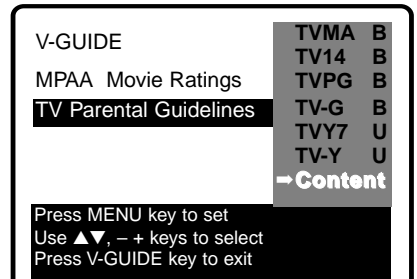 V-GUIDE
MPAA Movie Ratings
TV Parental Guidelines
TVMA B
TV14 B
TVPG B
TV-G B
TVY7 U
TV-Y U
➡Content
Press MENU key to set
Use ▲▼, – + keys to select
Press V-GUIDE key to exit